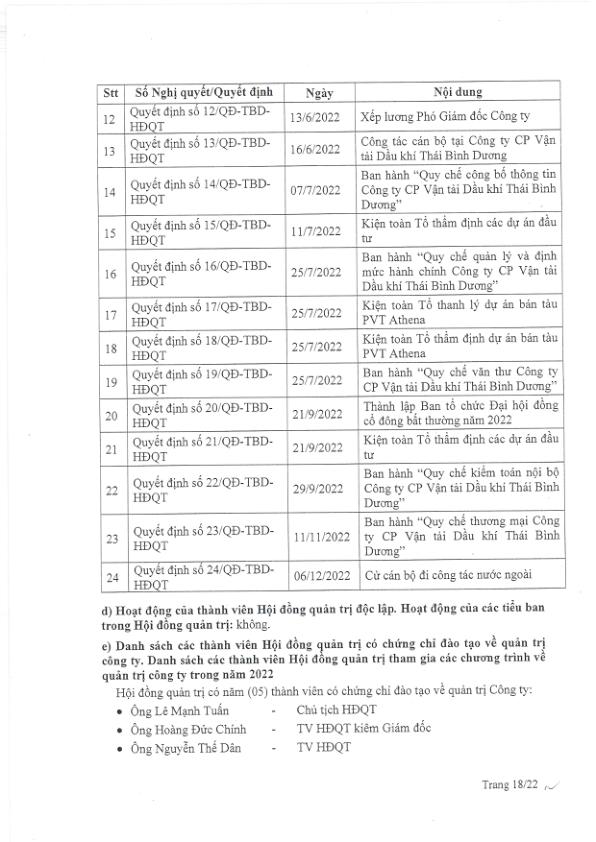 Stt Số Nghị quyết/Quyết định Ngày Nội dung
12 Quyết định số 12/QĐ-TBD- 13/6/2022 Xếp lương Phó Giám đốc Công ty
HĐQT
13 Quyết định số 13/QĐ-TBD- 16/6/2022 Công tác cán bộ tại Công ty CP Vận
HĐQT tải Dầu khí Thái Bình Dương
14 Quyết định số 14/QĐ-TBD- 07/7/2022 Ban hành “Quy chế công bố thông tin
HĐQT Công ty CP Vận tải Dầu khí Thái Bình
Dương”
15 Quyết định số 15/QĐ-TBD- 11/7/2022 Kiện toàn Tổ thẩm định các dự án đầu
HĐQT tư
16 Quyết định số 16/QĐ-TBD- 25/7/2022 Ban hành “Quy chế quản lý và định
HĐQT mức hành chính Công ty CP Vận tải
Dầu khí Thái Bình Dương”
17 Quyết định số 17/QĐ-TBD- 25/7/2022 Kiện toàn Tổ thanh lý dự án bán tàu
HĐQT PVT Athena
18 Quyết định số 18/QĐ-TBD- 25/7/2022 Kiện toàn Tổ thẩm định dự án bán tàu
HĐQT PVT Athena
19 Quyết định số 19/QĐ-TBD- 25/7/2022 Ban hành “Quy chế văn thư Công ty
HĐQT CP Vận tải Dầu khí Thái Bình Dương”
20 Quyết định số 20/QĐ-TBD- 21/9/2022 Thành lập Ban tổ chức Đại hội đồng
HĐQT cổ đông bất thường năm 2022
21 Quyết định số 21/QĐ-TBD- 21/9/2022 Kiện toàn Tổ thẩm định các dự án đầu
HĐQT tư
22 Quyết định số 22/QĐ-TBD- 29/9/2022 Ban hành “Quy chế kiểm toán nội bộ
HĐQT Công ty CP Vận tải Dầu khí Thái Bình
Dương”
23 Quyết định số 23/QĐ-TBD- 11/11/2022 Ban hành “Quy chế thương mại Công
HĐQT ty CP Vận tải Dầu khí Thái Bình
Dương”
24 Quyết định số 24/QĐ-TBD- 06/12/2022 Cử cán bộ đi công tác nước ngoài
HĐQT
d) Hoạt động của thành viên Hội đồng quản trị độc lập. Hoạt động của các tiểu ban
trong Hội đồng quản trị: không.
e) Danh sách các thành viên Hội đồng quản trị có chứng chỉ đào tạo về quản trị
công ty. Danh sách các thành viên Hội đồng quản trị tham gia các chương trình về
quản trị công ty trong năm 2022
Hội đồng quản trị có năm (05) thành viên có chứng chỉ đào tạo về quản trị Công ty:
• Ông Lê Mạnh Tuấn - Chủ tịch HĐQT
• Ông Hoàng Đức Chính - TV HĐQT kiêm Giám đốc
• Ông Nguyễn Thế Dân - TV HĐQT
Trang 18/22